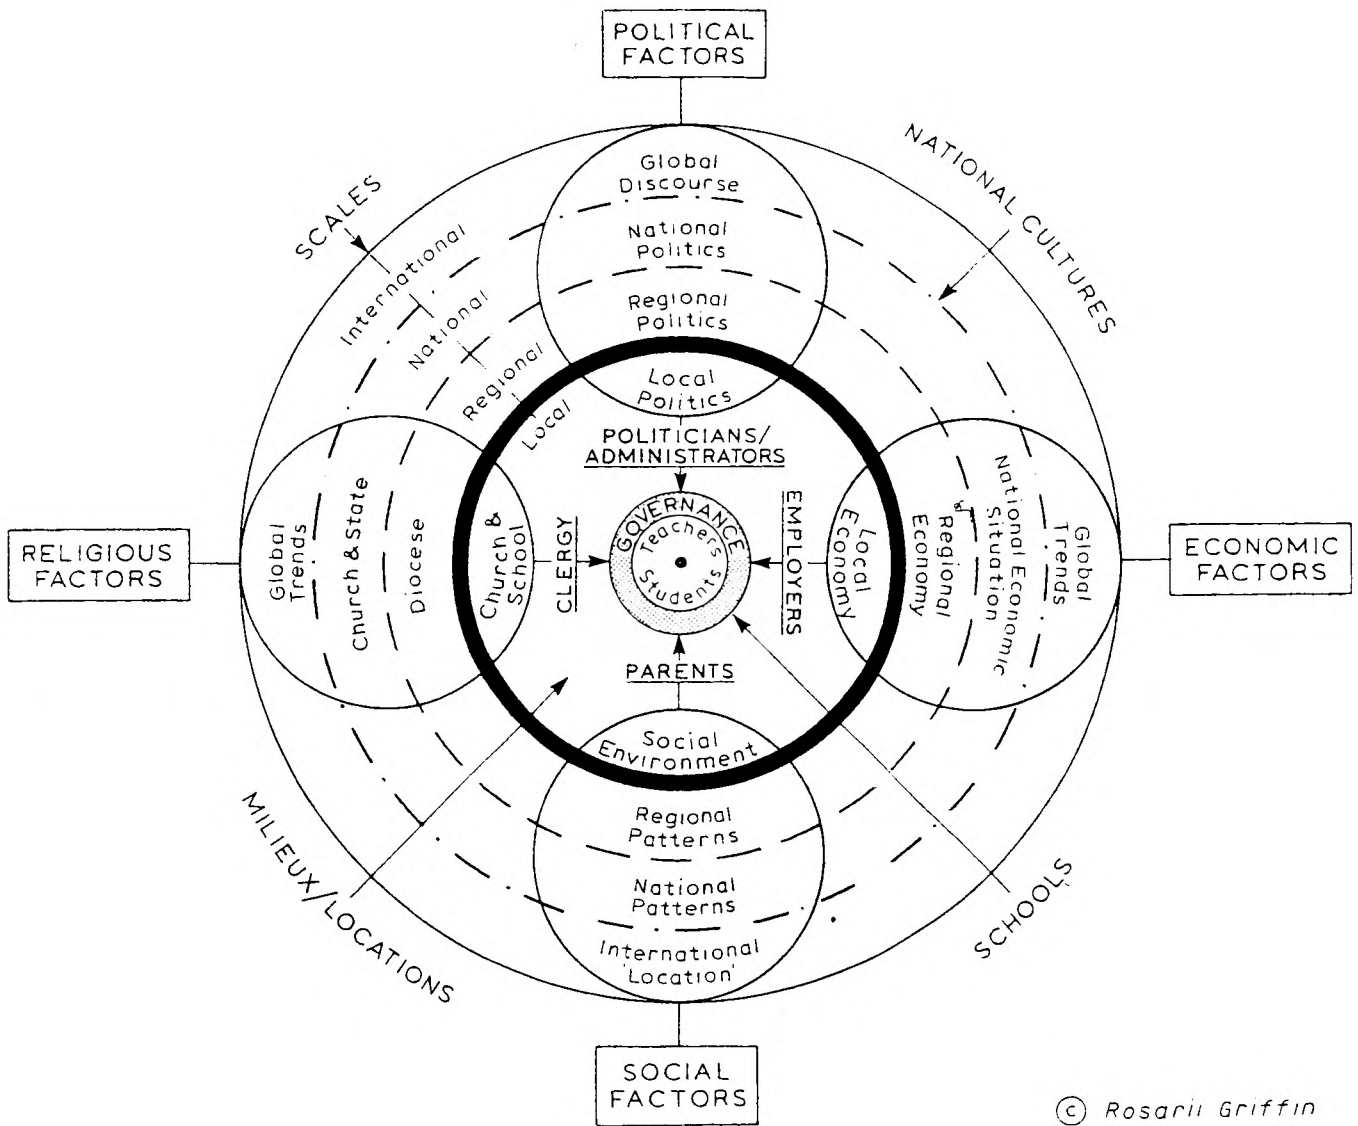 POLITICAL
FACTORS
SCALES
NATIONAL CULTURES
International
National
Regional
Local
Global
Discourse
National
Politics
Regional
Politics
Local
Politics
POLITICIANS/
ADMINISTRATORS
RELIGIOUS
FACTORS
Global
Trends
Church & State
Diocese
Church &
School
CLERGY
GOVERNANCE
Teachers
Students
EMPLOYERS
Local
Economy
Regional
Economy
National Economic
Situation
Global
Trends
ECONOMIC
FACTORS
PARENTS
Social
Environment
Regional
Patterns
National
Patterns
International
'Location'
MILIEUX/LOCATIONS
SCHOOLS
SOCIAL
FACTORS
© Rosarii Griffin